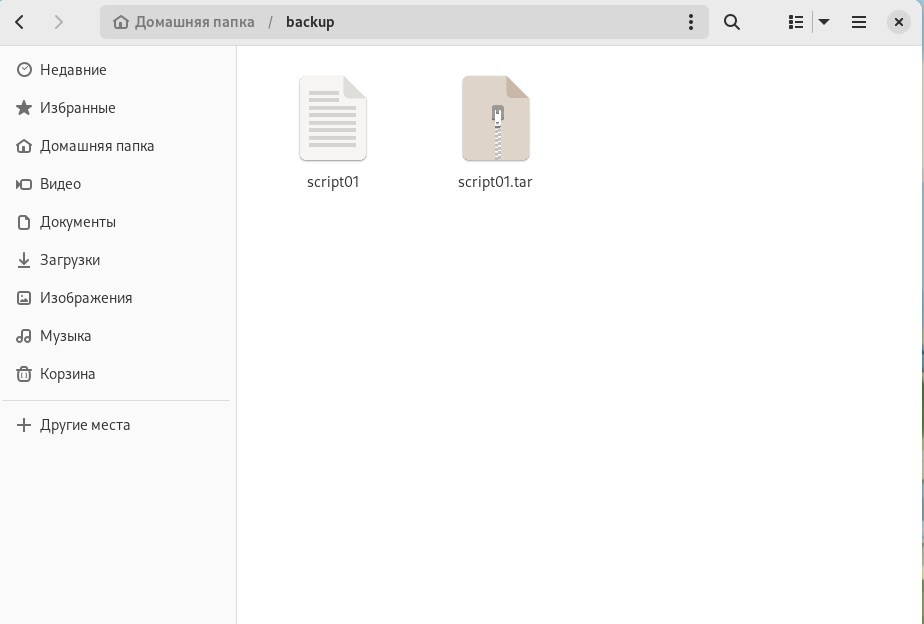 Домашняя папка / backup
Недавние
Избранные
Домашняя папка
Видео
Документы
Загрузки
Изображения
Музыка
Корзина
Другие места
script01
script01.tar